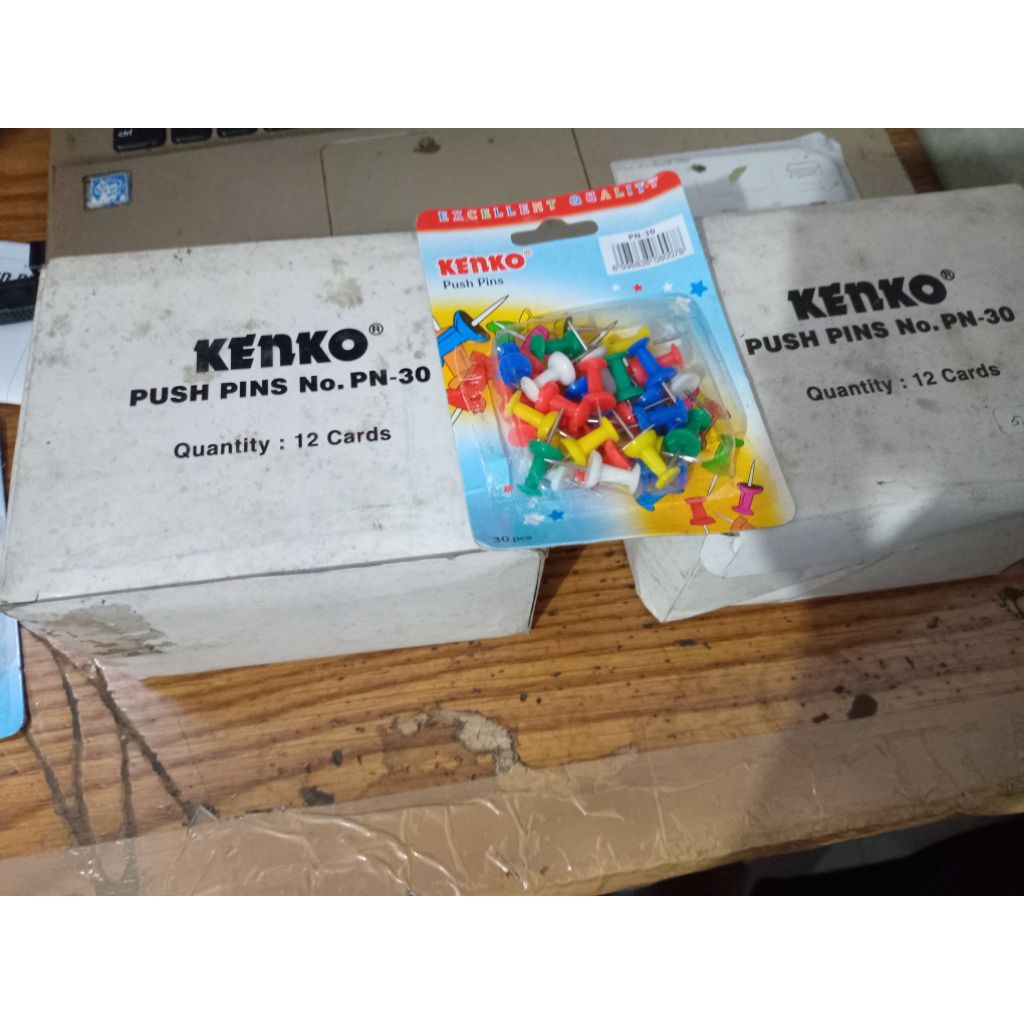 ctrl
KENKO®
PUSH PINS No. PN-30
Quantity : 12 Cards
EXCELLENT QUALITY
PN-30
KENKO®
Push Pins
30 pcs
KENKO®
PUSH PINS No. PN-30
Quantity : 12 Cards